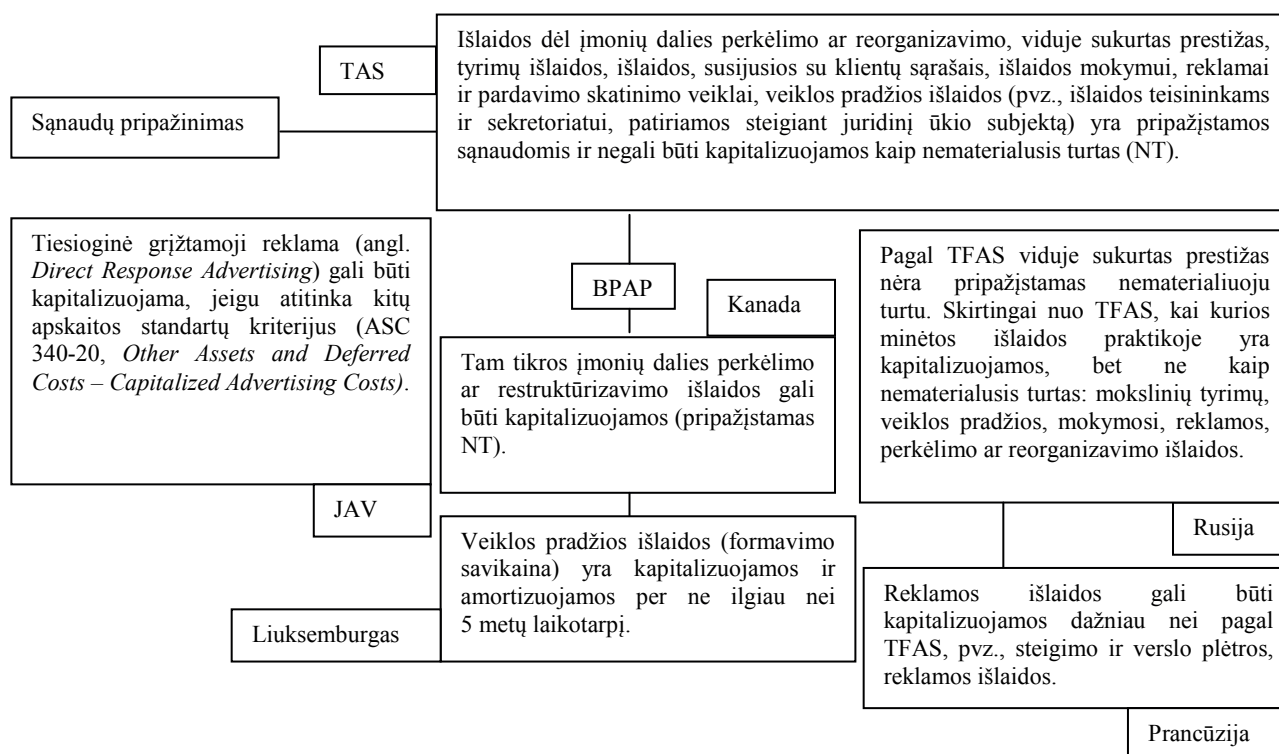 TAS
Sąnaudų pripažinimas
Išlaidos dėl įmonių dalies perkėlimo ar reorganizavimo, viduje sukurtas prestižas,
tyrimų išlaidos, išlaidos, susijusios su klientų sąrašais, išlaidos mokymui, reklamai
ir pardavimo skatinimo veiklai, veiklos pradžios išlaidos (pvz., išlaidos teisininkams
ir sekretoriatui, patiriamos steigiant juridinį ūkio subjektą) yra pripažįstamos
sąnaudomis ir negali būti kapitalizuojamos kaip nematerialusis turtas (NT).
Tiesioginė grįžtamoji reklama (angl.
Direct Response Advertising) gali būti
kapitalizuojama, jeigu atitinka kitų
apskaitos standartų kriterijus (ASC
340-20, Other Assets and Deferred
Costs – Capitalized Advertising Costs).
JAV
BPAP
Kanada
Tam tikros įmonių dalies perkėlimo
ar restruktūrizavimo išlaidos gali
būti kapitalizuojamos (pripažįstamas
NT).
Veiklos pradžios išlaidos (formavimo
savikaina) yra kapitalizuojamos ir
amortizuojamos per ne ilgiau nei
5 metų laikotarpį.
Liuksemburgas
Pagal TFAS viduje sukurtas prestižas
nėra pripažįstamas nematerialiuoju
turtu. Skirtingai nuo TFAS, kai kurios
minėtos išlaidos praktikoje yra
kapitalizuojamos, bet ne kaip
nematerialusis turtas: mokslinių tyrimų,
veiklos pradžios, mokymosi, reklamos,
perkėlimo ar reorganizavimo išlaidos.
Rusija
Reklamos išlaidos gali būti
kapitalizuojamos dažniau nei pagal
TFAS, pvz., steigimo ir verslo plėtros,
reklamos išlaidos.
Prancūzija